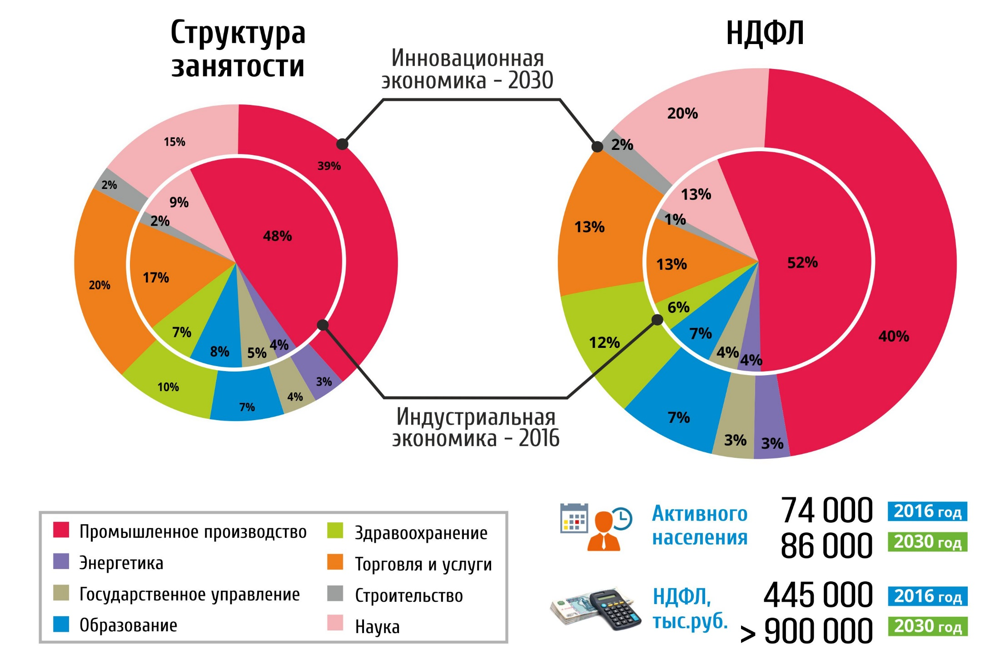 Структура
занятости
НДФЛ
Инновационная
экономика - 2030
15%
39%
2%
9%
2%
48%
17%
20%
7%
8%
5%
4%
10%
7%
4%
3%
20%
2%
13%
13%
1%
13%
52%
6%
12%
7%
4%
4%
40%
7%
3%
3%
Индустриальная
экономика - 2016
Промышленное производство
Энергетика
Государственное управление
Образование
Здравоохранение
Торговля и услуги
Строительство
Наука
Активного
населения
74 000 2016 год
86 000 2030 год
НДФЛ,
тыс.руб.
445 000 2016 год
> 900 000 2030 год